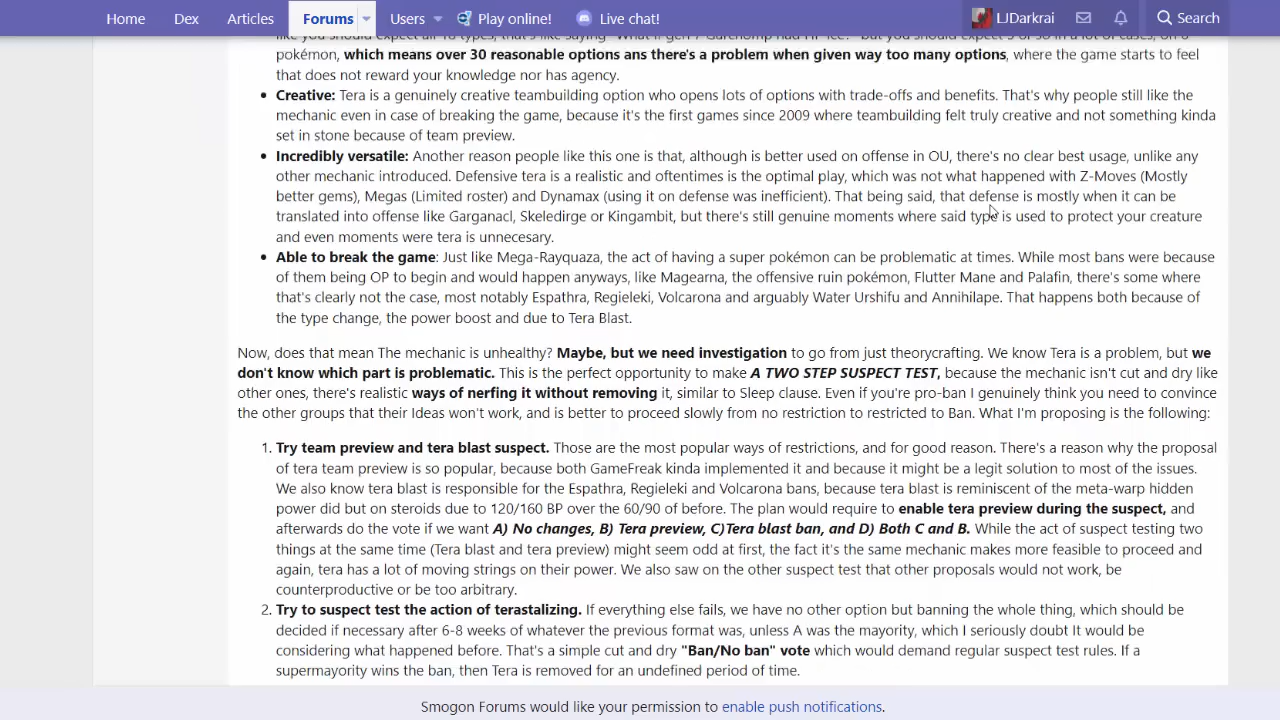 Home Dex Articles Forums Users Play online! Live chat! LJDarkrai Search
pokémon, which means over 30 reasonable options ans there's a problem when given way too many options, where the game starts to feel
that does not reward your knowledge nor has agency.
Creative: Tera is a genuinely creative teambuilding option who opens lots of options with trade-offs and benefits. That's why people still like the
mechanic even in case of breaking the game, because it's the first games since 2009 where teambuilding felt truly creative and not something kinda
set in stone because of team preview.
Incredibly versatile: Another reason people like this one is that, although is better used on offense in OU, there's no clear best usage, unlike any
other mechanic introduced. Defensive tera is a realistic and oftentimes is the optimal play, which was not what happened with Z-Moves (Mostly
better gems), Megas (Limited roster) and Dynamax (using it on defense was inefficient). That being said, that defense is mostly when it can be
translated into offense like Garganacl, Skeledirge or Kingambit, but there's still genuine moments where said type is used to protect your creature
and even moments were tera is unnecesary.
Able to break the game: Just like Mega-Rayquaza, the act of having a super pokémon can be problematic at times. While most bans were because
of them being OP to begin and would happen anyways, like Magearna, the offensive ruin pokémon, Flutter Mane and Palafin, there's some where
that's clearly not the case, most notably Espathra, Regieleki, Volcarona and arguably Water Urshifu and Annihilape. That happens both because of
the type change, the power boost and due to Tera Blast.
Now, does that mean The mechanic is unhealthy? Maybe, but we need investigation to go from just theorycrafting. We know Tera is a problem, but we
don't know which part is problematic. This is the perfect opportunity to make A TWO STEP SUSPECT TEST, because the mechanic isn't cut and dry like
other ones, there's realistic ways of nerfing it without removing it, similar to Sleep clause. Even if you're pro-ban I genuinely think you need to convince
the other groups that their Ideas won't work, and is better to proceed slowly from no restriction to restricted to Ban. What I'm proposing is the following:
1. Try team preview and tera blast suspect. Those are the most popular ways of restrictions, and for good reason. There's a reason why the proposal
of tera team preview is so popular, because both GameFreak kinda implemented it and because it might be a legit solution to most of the issues.
We also know tera blast is responsible for the Espathra, Regieleki and Volcarona bans, because tera blast is reminiscent of the meta-warp hidden
power did but on steroids due to 120/160 BP over the 60/90 of before. The plan would require to enable tera preview during the suspect, and
afterwards do the vote if we want A) No changes, B) Tera preview, C)Tera blast ban, and D) Both C and B. While the act of suspect testing two
things at the same time (Tera blast and tera preview) might seem odd at first, the fact it's the same mechanic makes more feasible to proceed and
again, tera has a lot of moving strings on their power. We also saw on the other suspect test that other proposals would not work, be
counterproductive or be too arbitrary.
2. Try to suspect test the action of terastalizing. If everything else fails, we have no other option but banning the whole thing, which should be
decided if necessary after 6-8 weeks of whatever the previous format was, unless A was the mayority, which I seriously doubt It would be
considering what happened before. That's a simple cut and dry "Ban/No ban" vote which would demand regular suspect test rules. If a
supermayority wins the ban, then Tera is removed for an undefined period of time.
Smogon Forums would like your permission to enable push notifications.